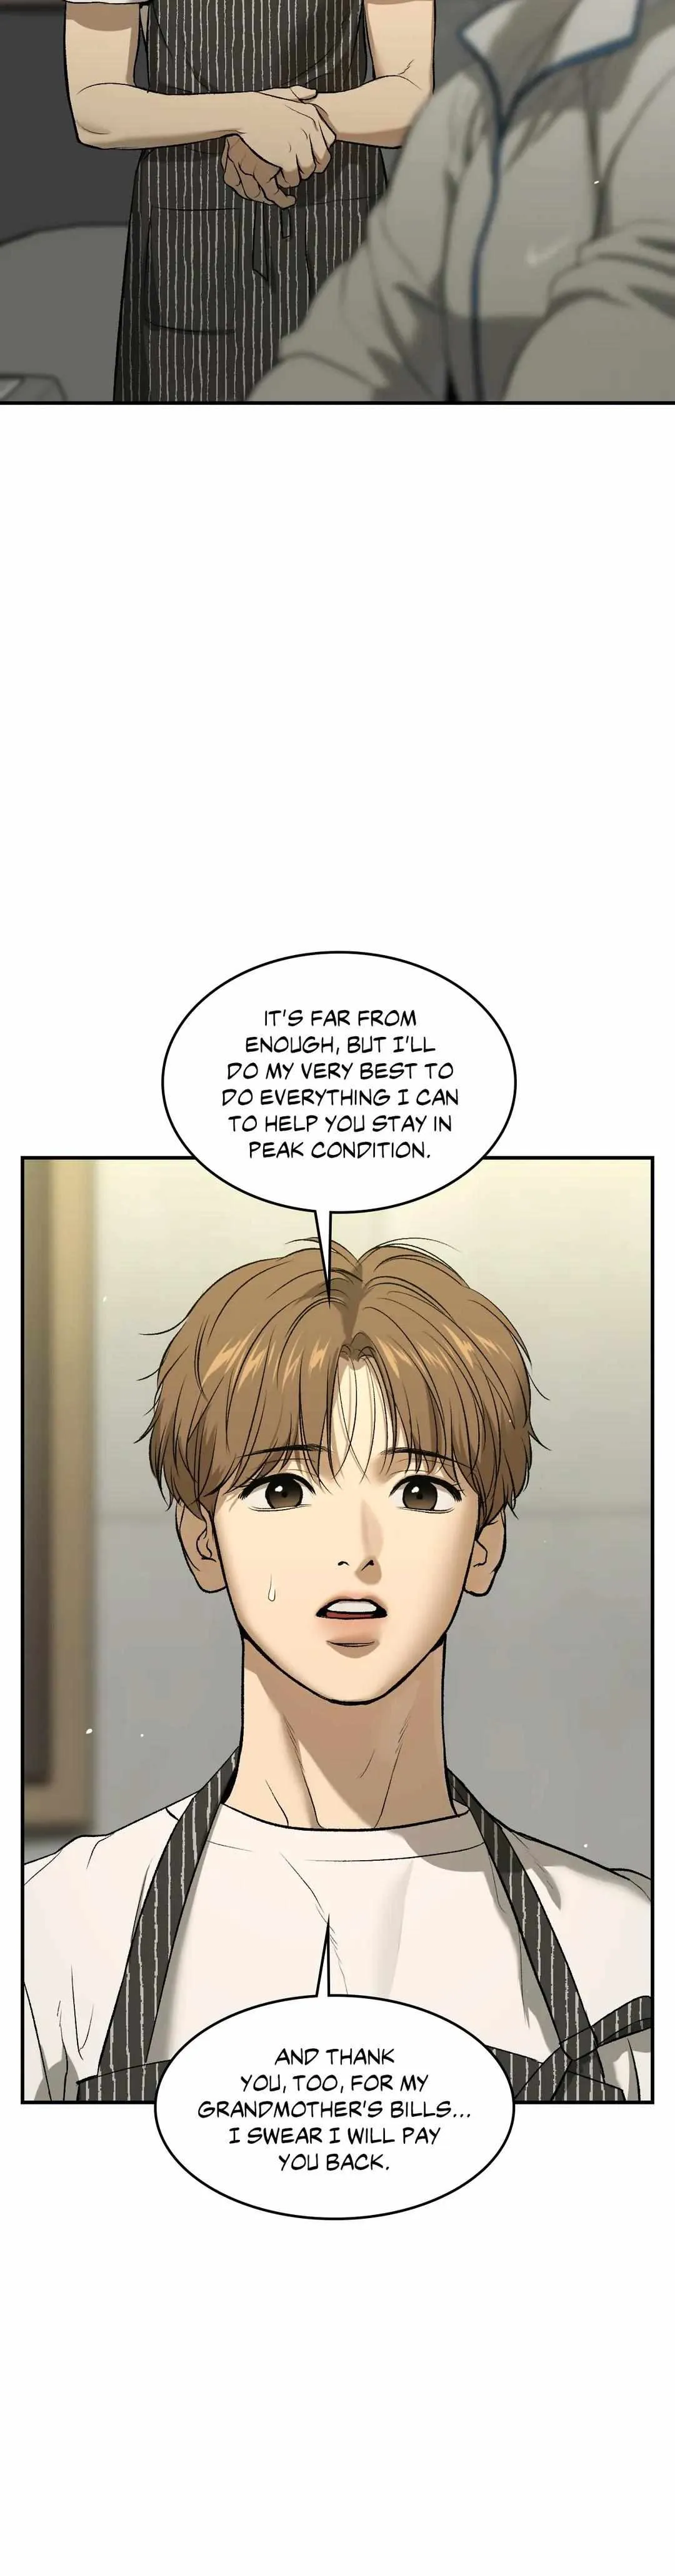 IT'S FAR FROM
ENOUGH, BUT I'LL
DO MY VERY BEST TO
DO EVERYTHING I CAN
TO HELP YOU STAY IN
PEAK CONDITION.
AND THANK
YOU, TOO, FOR MY
GRANDMOTHER'S BILLS...
I SWEAR I WILL PAY
YOU BACK.